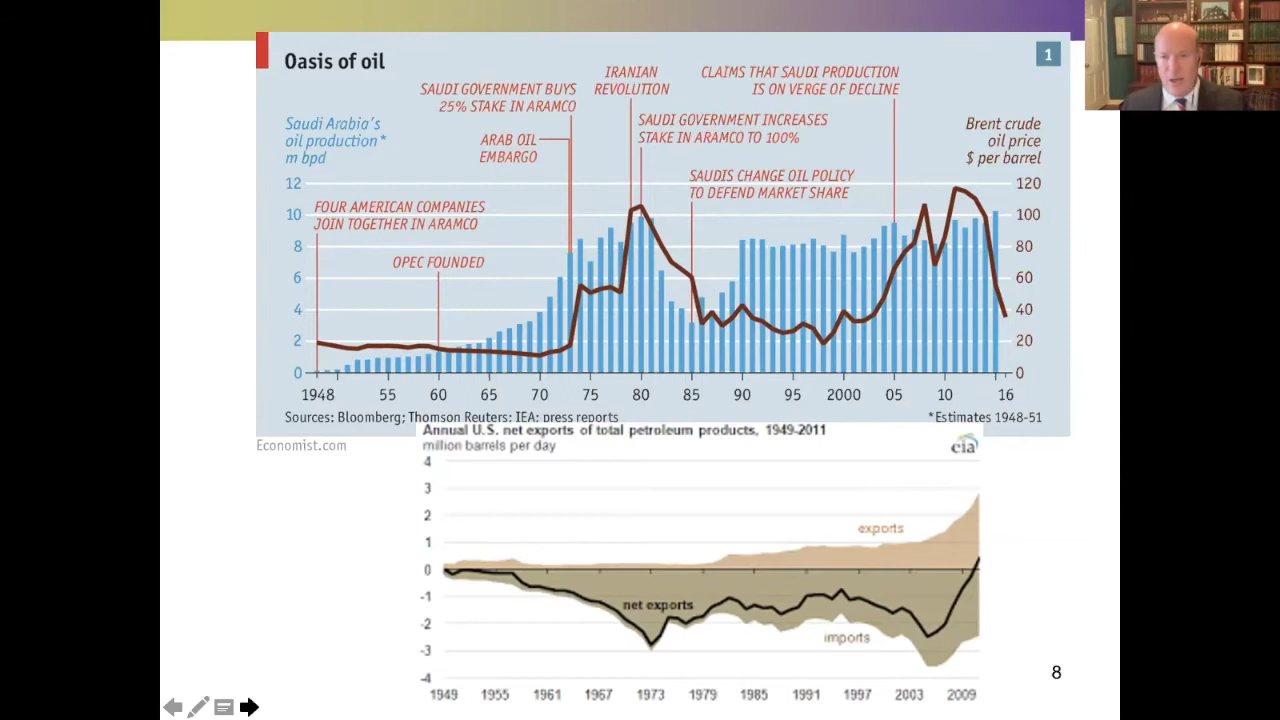 Oasis of oil
1
IRANIAN
REVOLUTION
CLAIMS THAT SAUDI PRODUCTION
IS ON VERGE OF DECLINE
SAUDI GOVERNMENT BUYS
25% STAKE IN ARAMCO
SAUDI GOVERNMENT INCREASES
STAKE IN ARAMCO TO 100%
Saudi Arabia's
oil production*
m bpd
ARAB OIL
EMBARGO
Brent crude
oil price
$ per barrel
SAUDIS CHANGE OIL POLICY
TO DEFEND MARKET SHARE
FOUR AMERICAN COMPANIES
JOIN TOGETHER IN ARAMCO
OPEC FOUNDED
12
10
8
6
4
2
0
120
100
80
60
40
20
0
1948 55 60 65 70 75 80 85 90 95 2000 05 10 16
Sources: Bloomberg; Thomson Reuters; IEA; press reports
*Estimates 1948-51
Economist.com
Annual U.S. net exports of total petroleum products, 1949-2011
million barrels per day
eia
4
3
2
1
0
-1
-2
-3
-4
exports
net exports
imports
1949 1955 1961 1967 1973 1979 1985 1991 1997 2003 2009
8